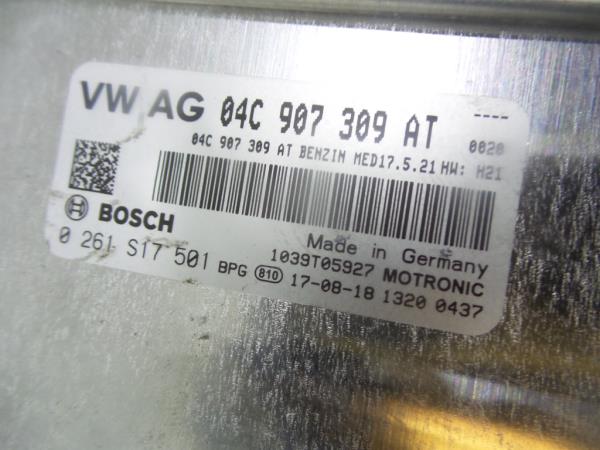 VW AG 04C 907 309 AT ---- 0020
04C 907 309 AT BENZIN MED17.5.21 HW: H21
BOSCH
Made in Germany
0 261 S17 501 BPG 810 1039T05927 MOTRONIC
17-08-18 1320 0437